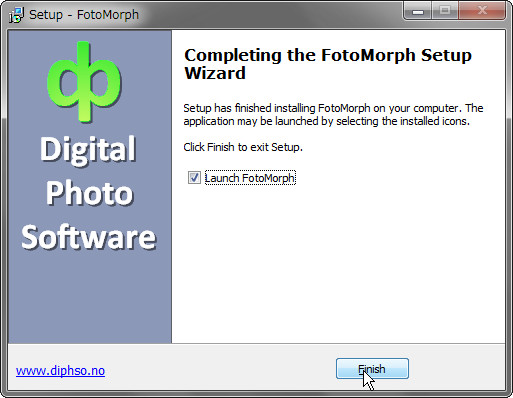 Setup - FotoMorph
Completing the FotoMorph Setup
Wizard
Setup has finished installing FotoMorph on your computer. The
application may be launched by selecting the installed icons.
Click Finish to exit Setup.
Launch FotoMorph
dp
Digital
Photo
Software
www.diphso.no
Finish